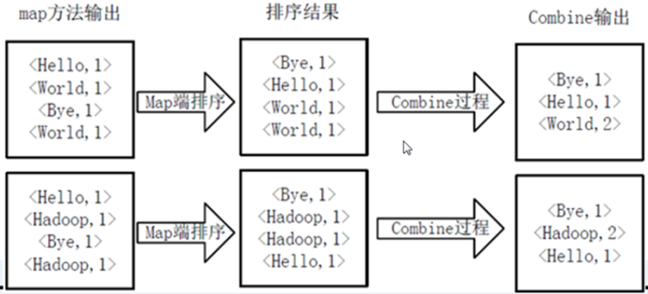 map方法输出
排序结果
Combine输出
<Hello,1>
<World,1>
<Bye,1>
<World,1>
Map端排序
<Bye,1>
<Hello,1>
<World,1>
<World,1>
Combine过程
<Bye,1>
<Hello,1>
<World,2>
<Hello,1>
<Hadoop,1>
<Bye,1>
<Hadoop,1>
Map端排序
<Bye,1>
<Hadoop,1>
<Hadoop,1>
<Hello,1>
Combine过程
<Bye,1>
<Hadoop,2>
<Hello,1>